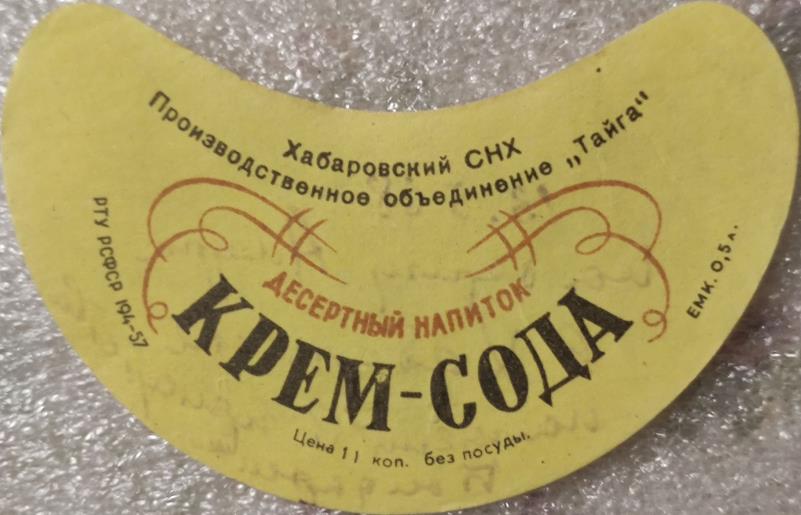 Хабаровский СНХ
Производственное объединение „Тайга"
РТУ РСФСР 194-57
ЕМК. 0,5 л.
ДЕСЕРТНЫЙ НАПИТОК
КРЕМ-СОДА
Цена 11 коп. без посуды.